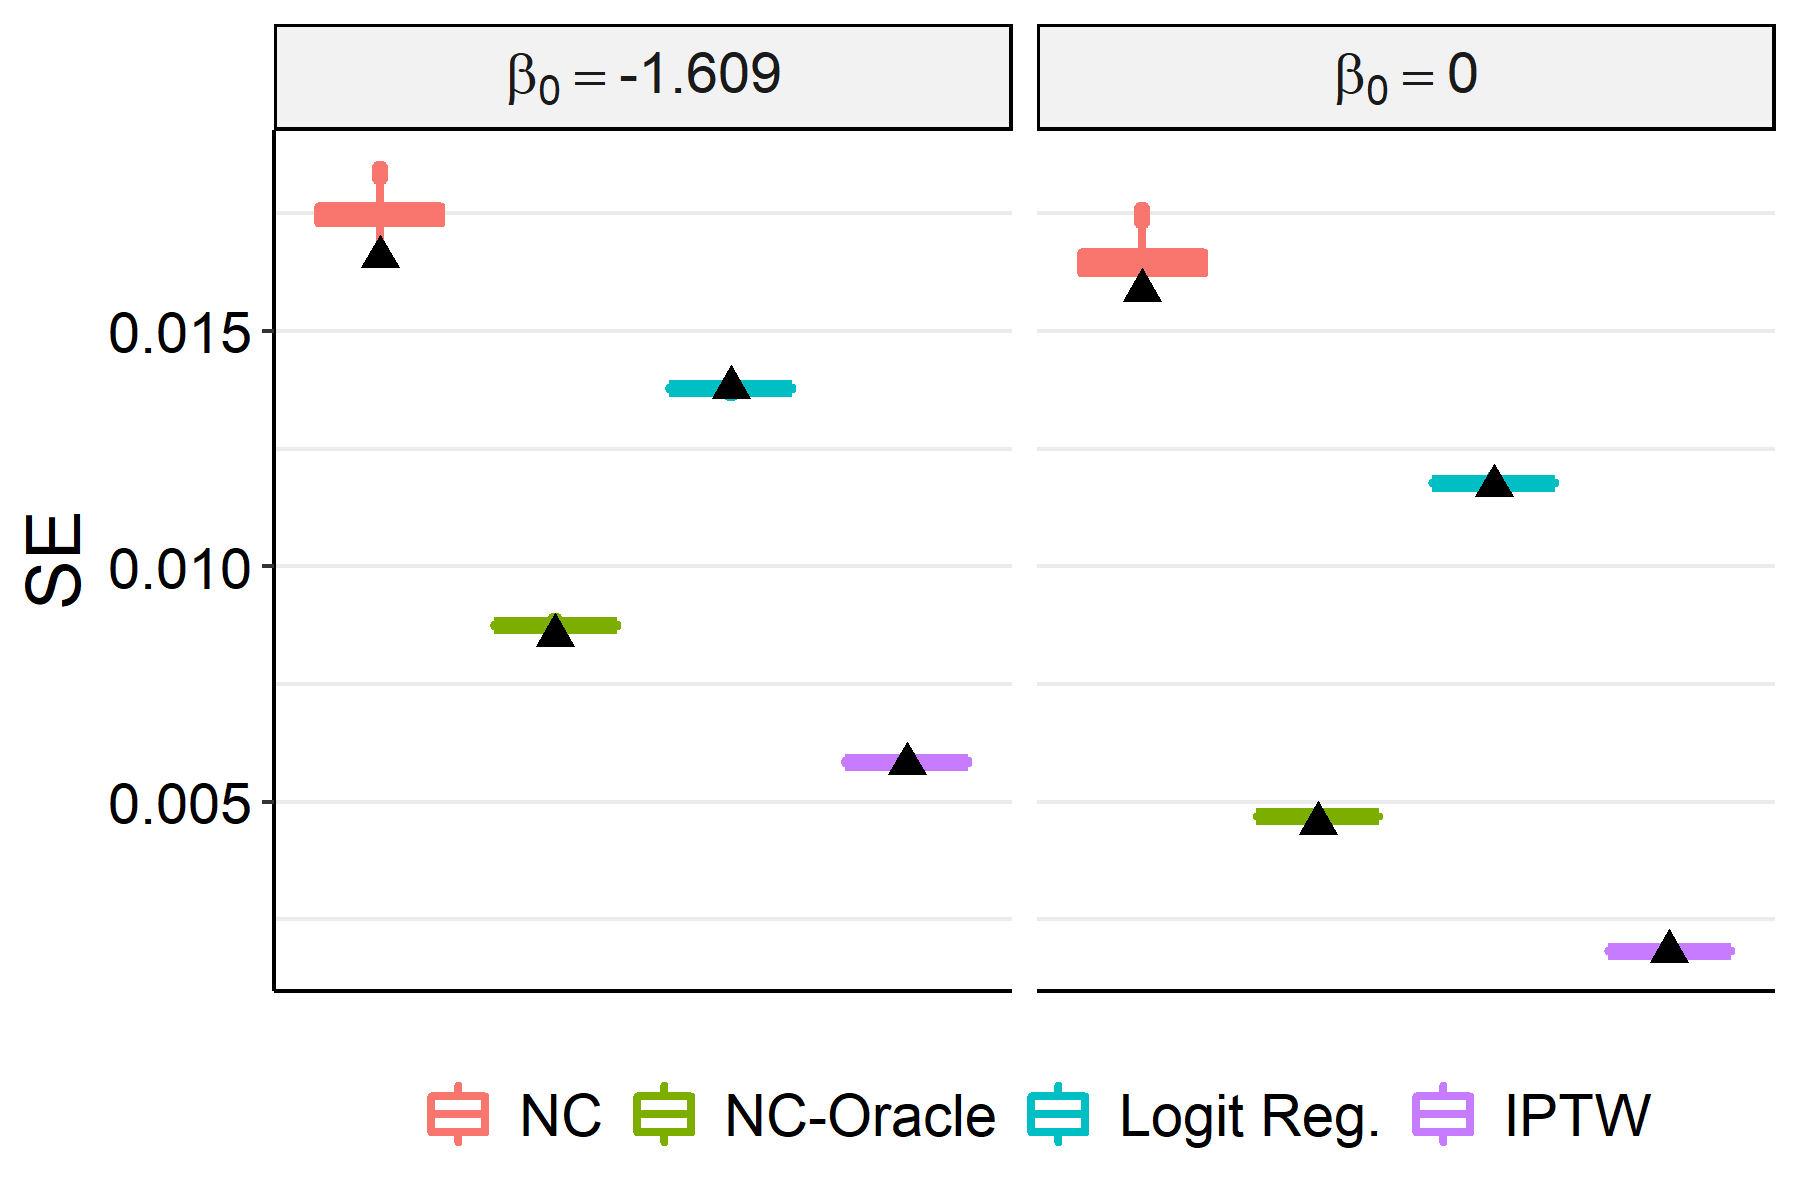 β₀ = -1.609
β₀ = 0
SE
0.015
0.010
0.005
NC NC-Oracle Logit Reg. IPTW